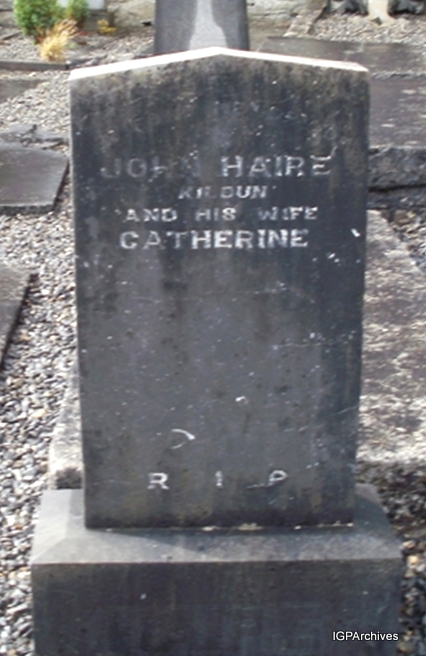 JOHN HAIRE
KILDUN
AND HIS WIFE
CATHERINE
R I P
IGPArchives